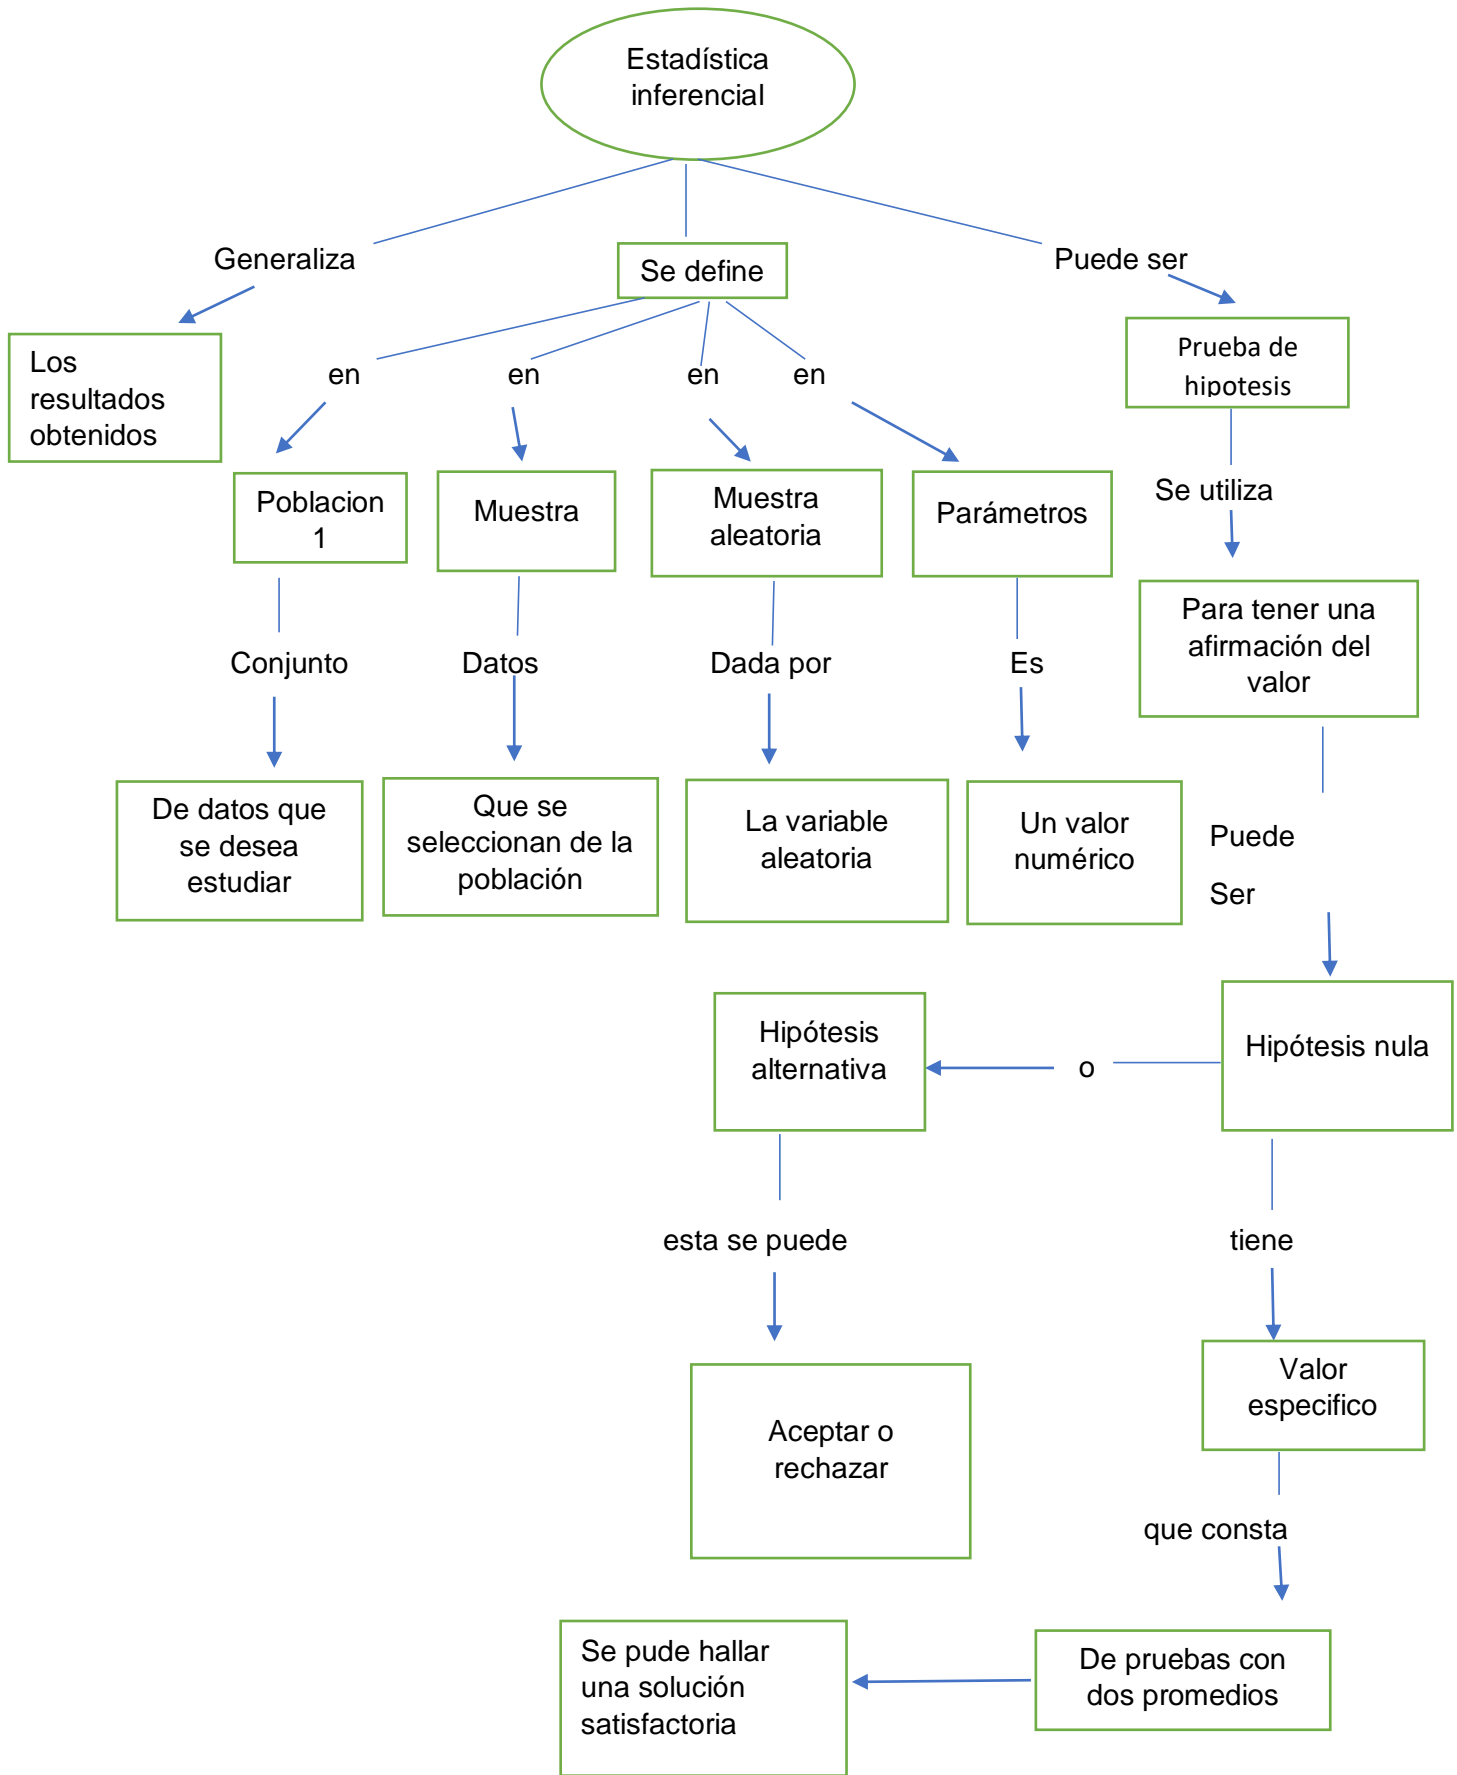 Estadística
inferencial
Generaliza
Se define
Puede ser
Los
resultados
obtenidos
Prueba de
hipotesis
en
en
en
en
Poblacion
1
Muestra
Muestra
aleatoria
Parámetros
Se utiliza
Conjunto
Datos
Dada por
Es
Para tener una
afirmación del
valor
De datos que
se desea
estudiar
Que se
seleccionan de la
población
La variable
aleatoria
Un valor
numérico
Puede
Ser
Hipótesis
alternativa
o
Hipótesis nula
esta se puede
tiene
Aceptar o
rechazar
Valor
especifico
que consta
Se pude hallar
una solución
satisfactoria
De pruebas con
dos promedios